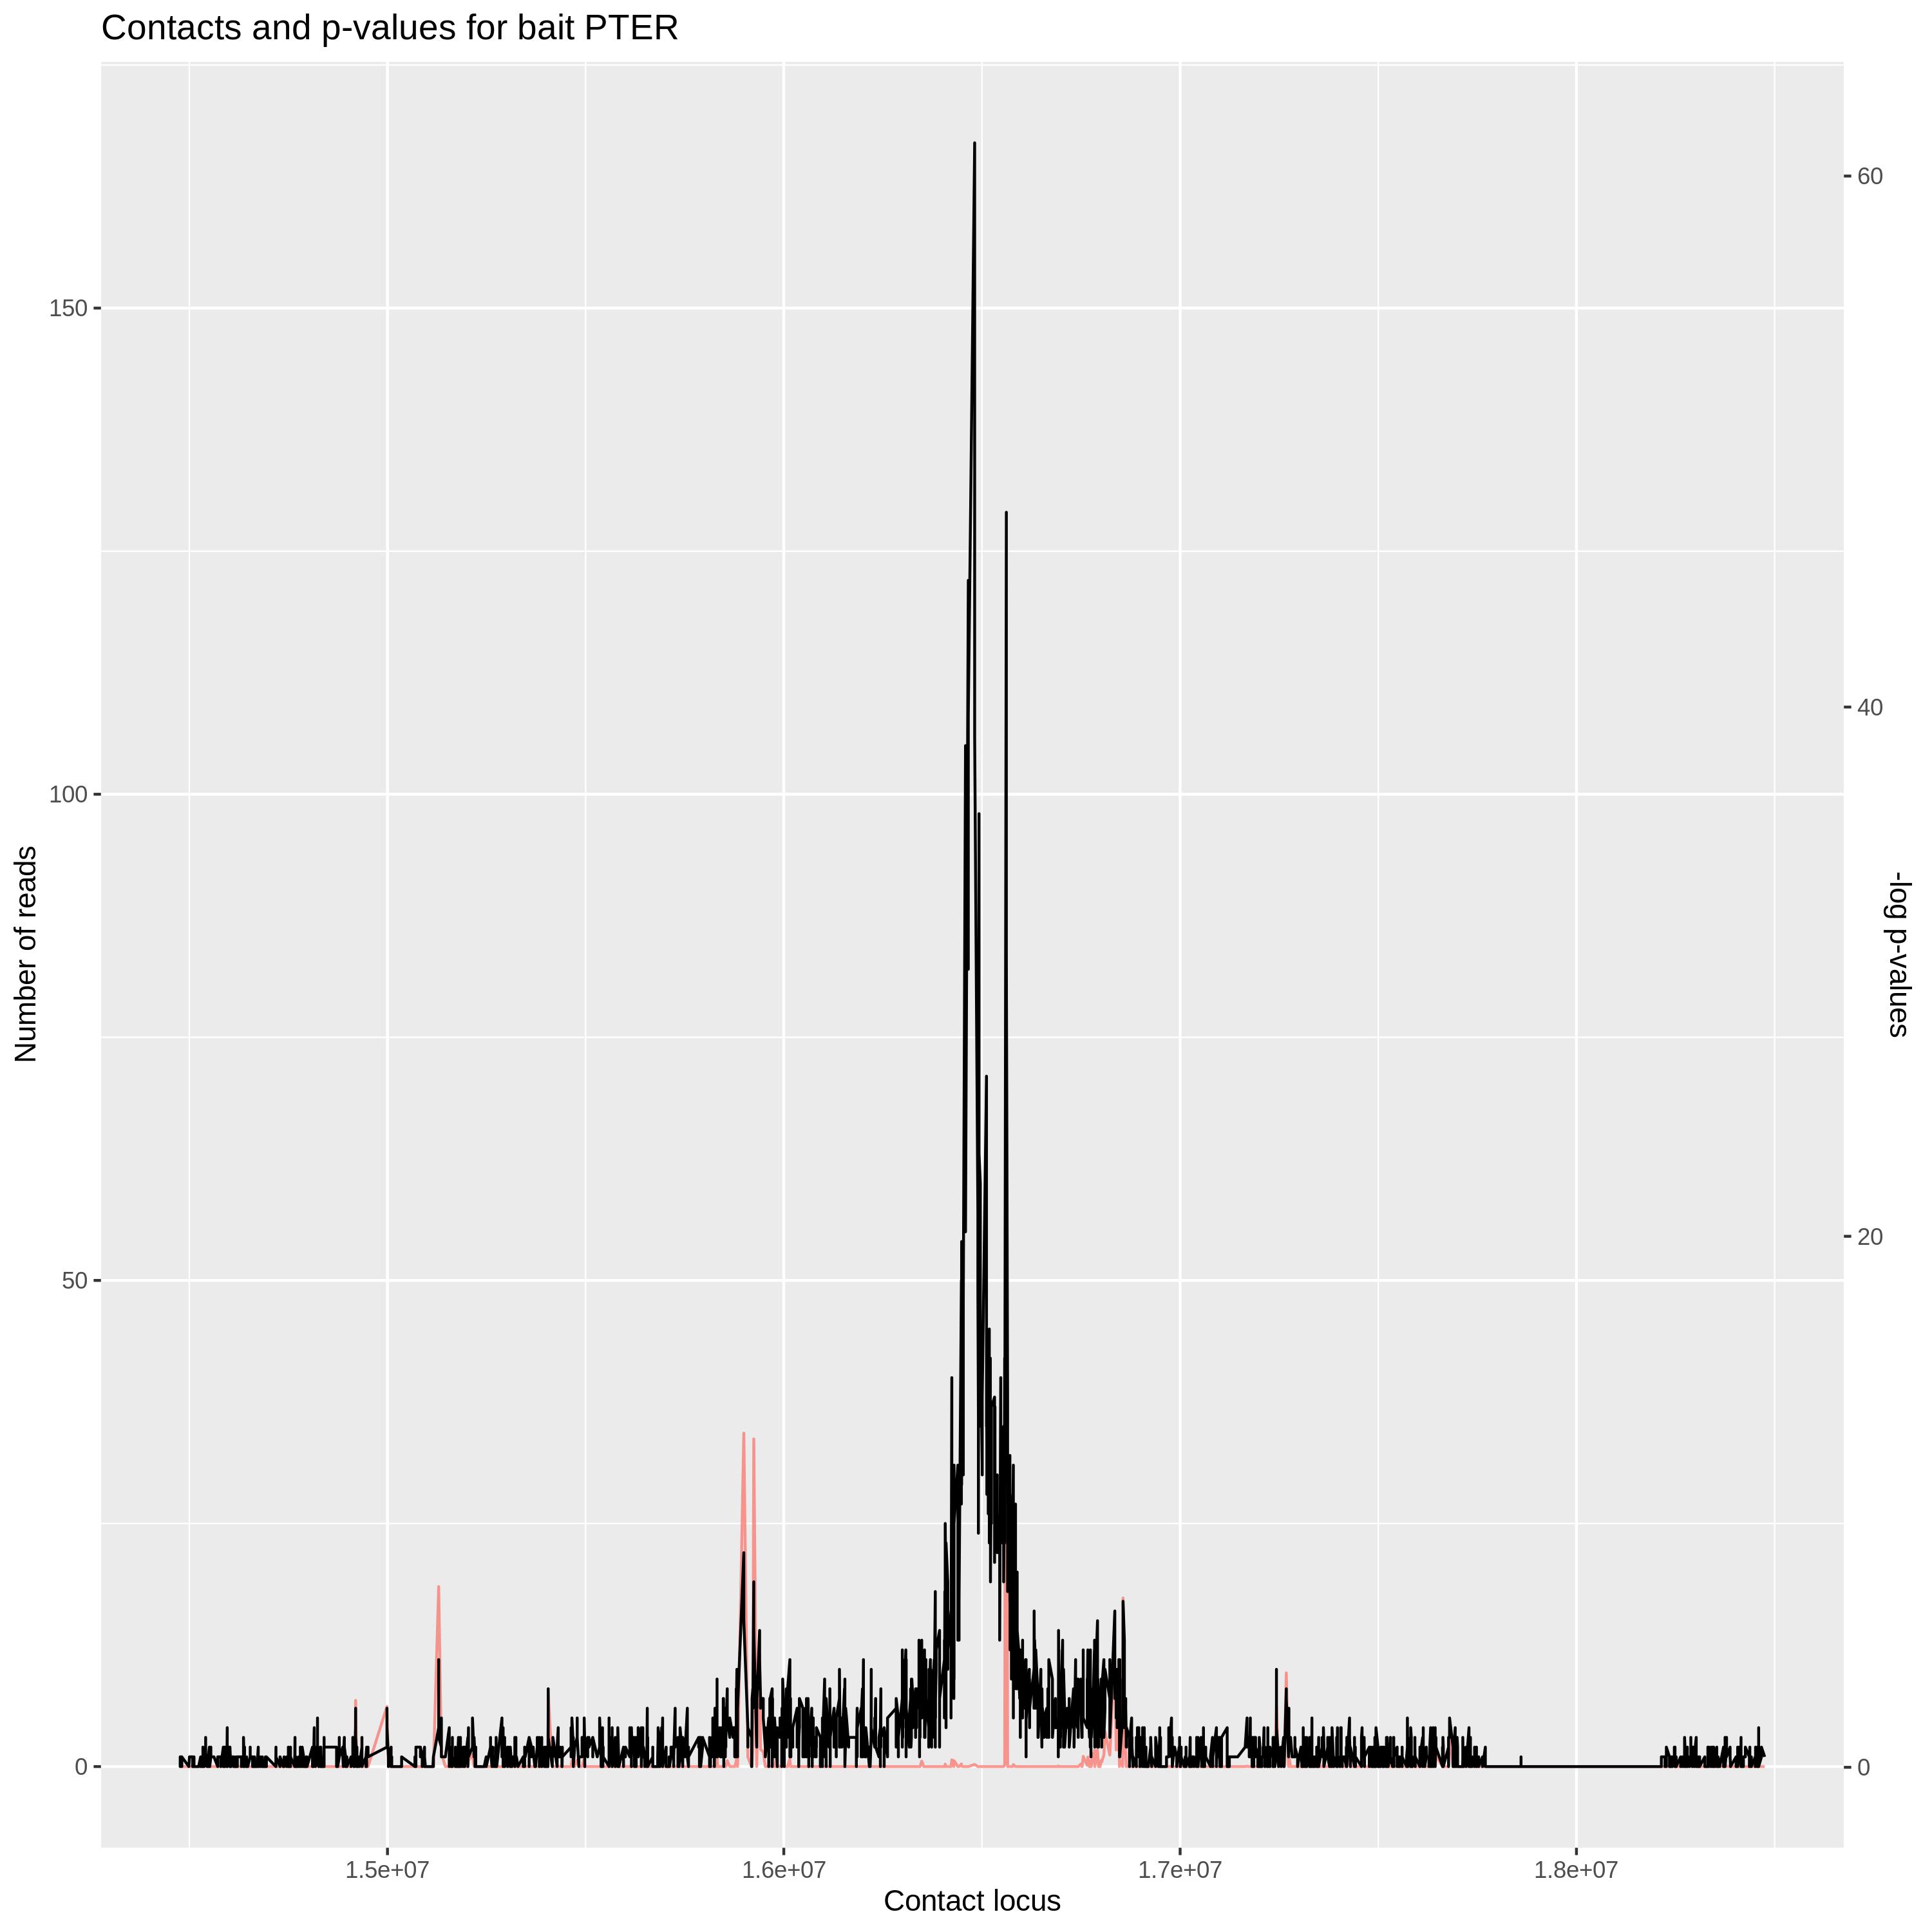 Contacts and p-values for bait PTER
Number of reads
150
100
50
0
60
40
20
0
-log p-values
1.5e+07
1.6e+07
1.7e+07
1.8e+07
Contact locus